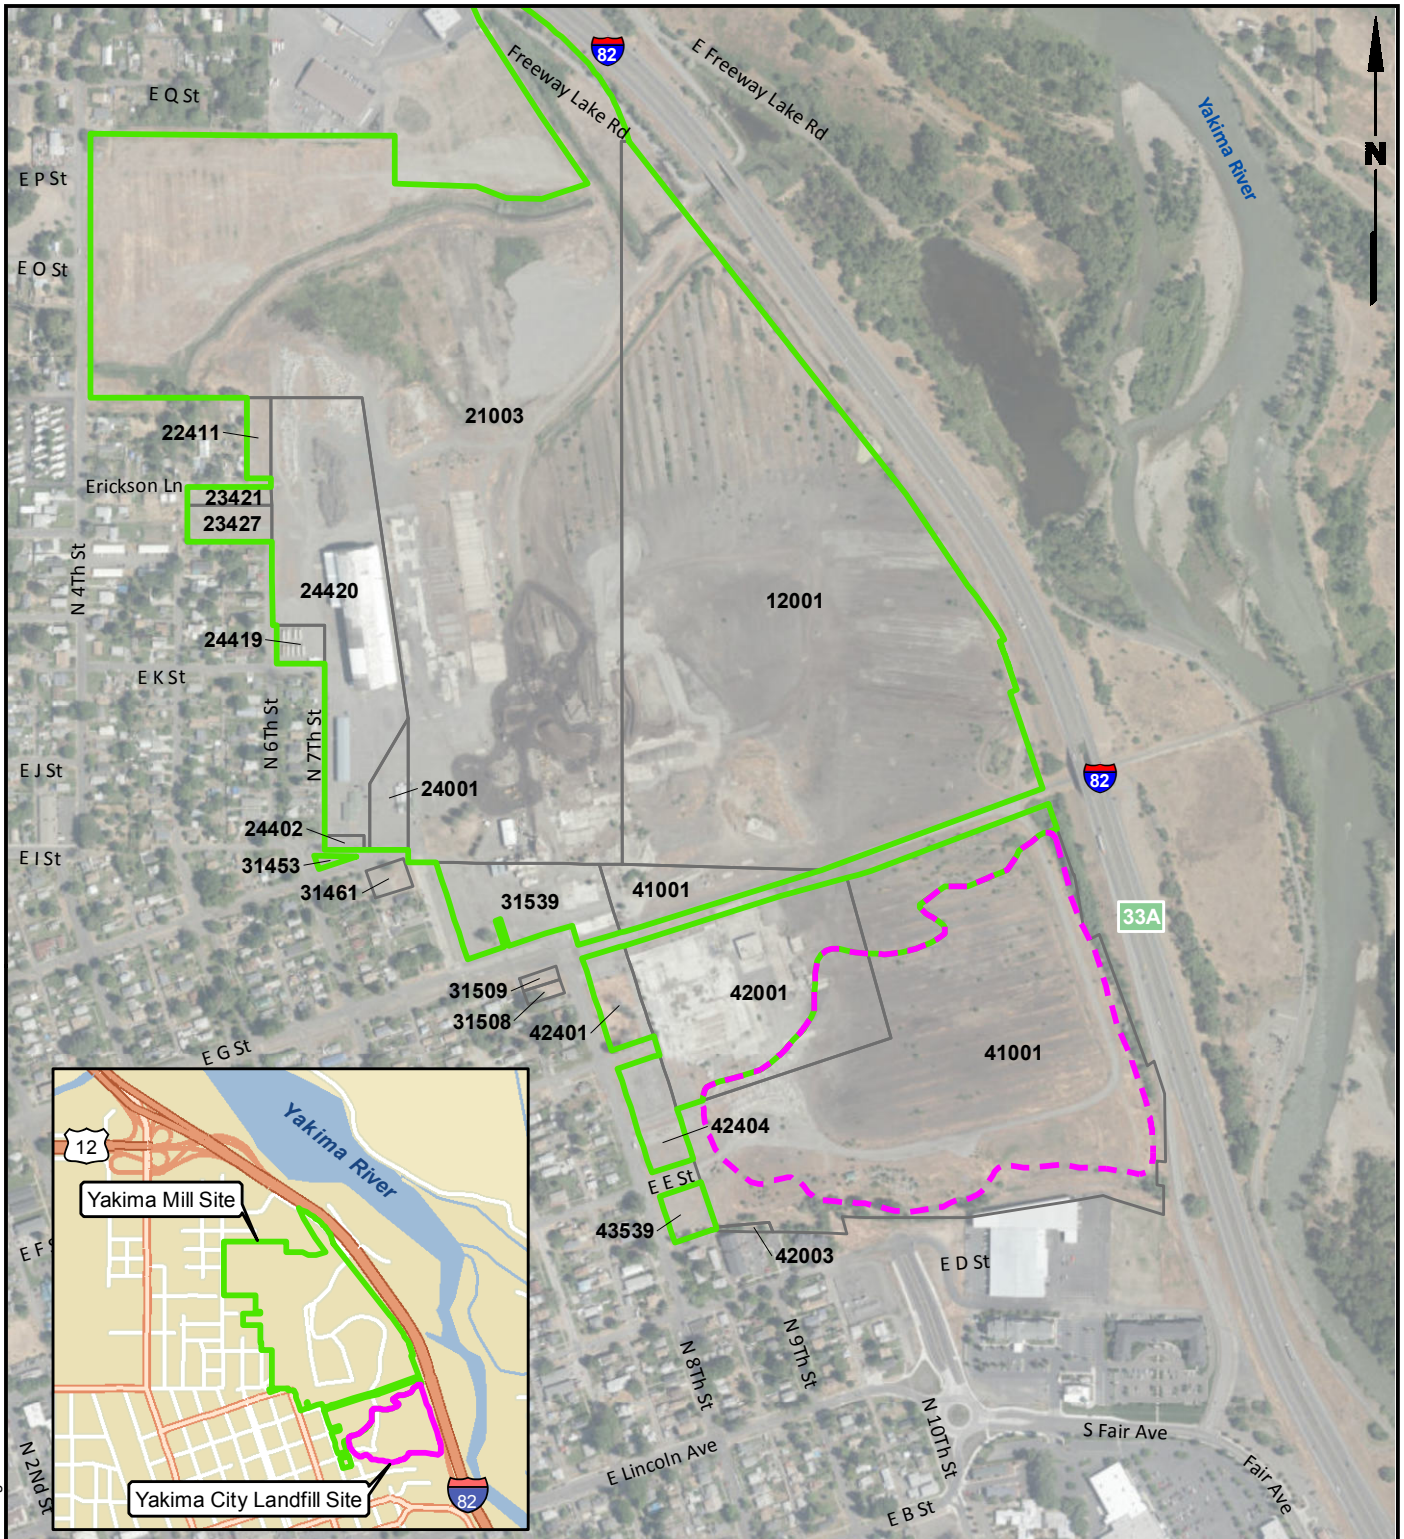 82
E Freeway Lake Rd
Freeway Lake Rd
E Q St
Yakima River
N
E P St
E O St
21003
22411
Erickson Ln
23421
23427
N 4Th St
24420
12001
24419
E K St
N 6Th St
N 7Th St
E J St
82
24001
24402
E I St
31453
31461
31539
41001
33A
31509
31508
42401
42001
41001
E G St
42404
E E St
43539
42003
E D St
E F S
N 8Th St
N 9Th St
N 10Th St
S Fair Ave
Fair Ave
E Lincoln Ave
E B St
N 2Nd St
Yakima River
12
Yakima Mill Site
Yakima City Landfill Site
82